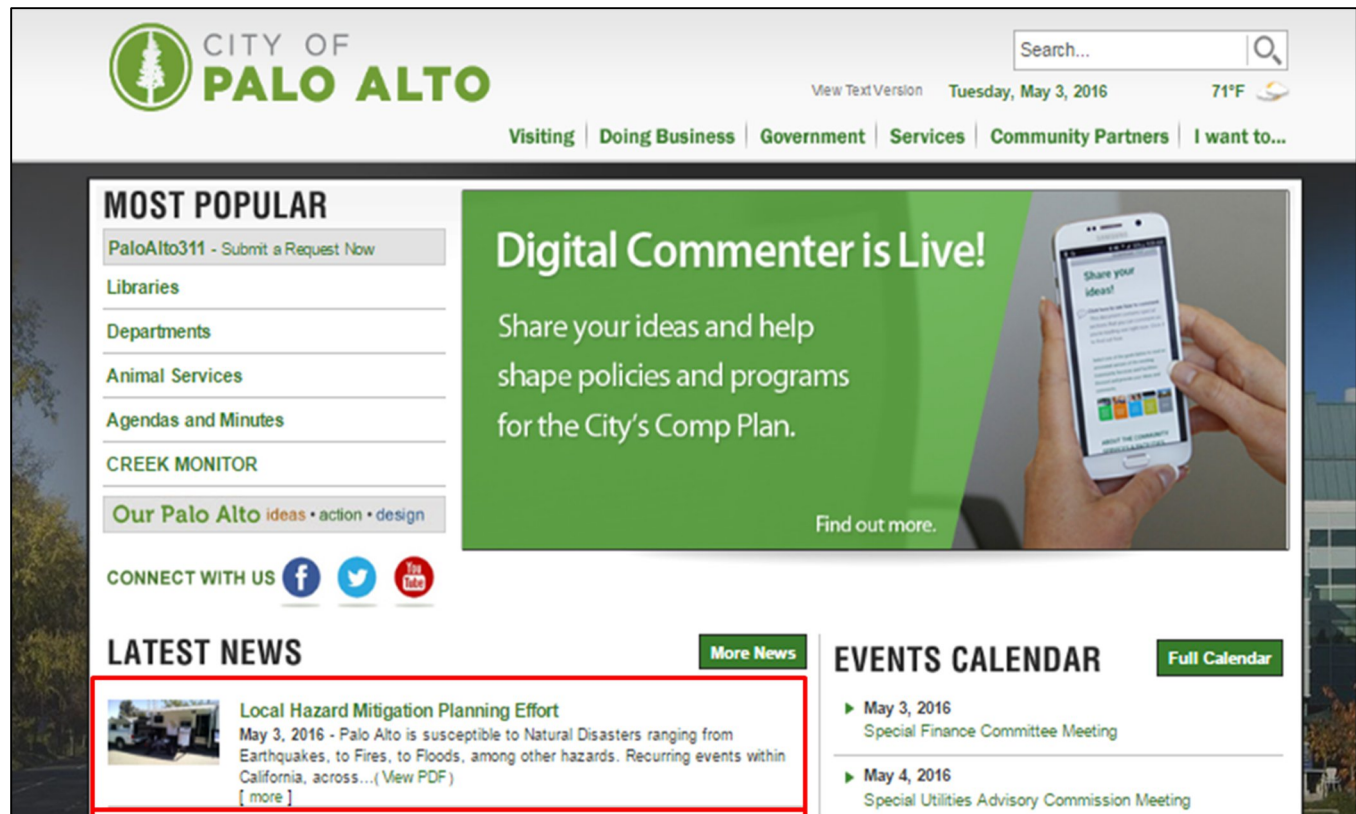 CITY OF
PALO ALTO
Search...
View Text Version Tuesday, May 3, 2016 71°F
Visiting Doing Business Government Services Community Partners I want to...
MOST POPULAR
PaloAlto311 - Submit a Request Now
Libraries
Departments
Animal Services
Agendas and Minutes
CREEK MONITOR
Our Palo Alto ideas • action • design
CONNECT WITH US
You
Tube
Digital Commenter is Live!
Share your ideas and help
shape policies and programs
for the City's Comp Plan.
Find out more.
SAMSUNG
Share your
ideas!
LATEST NEWS
More News
Local Hazard Mitigation Planning Effort
May 3, 2016 - Palo Alto is susceptible to Natural Disasters ranging from
Earthquakes, to Fires, to Floods, among other hazards. Recurring events within
California, across...( View PDF )
[ more ]
EVENTS CALENDAR
Full Calendar
May 3, 2016
Special Finance Committee Meeting
May 4, 2016
Special Utilities Advisory Commission Meeting